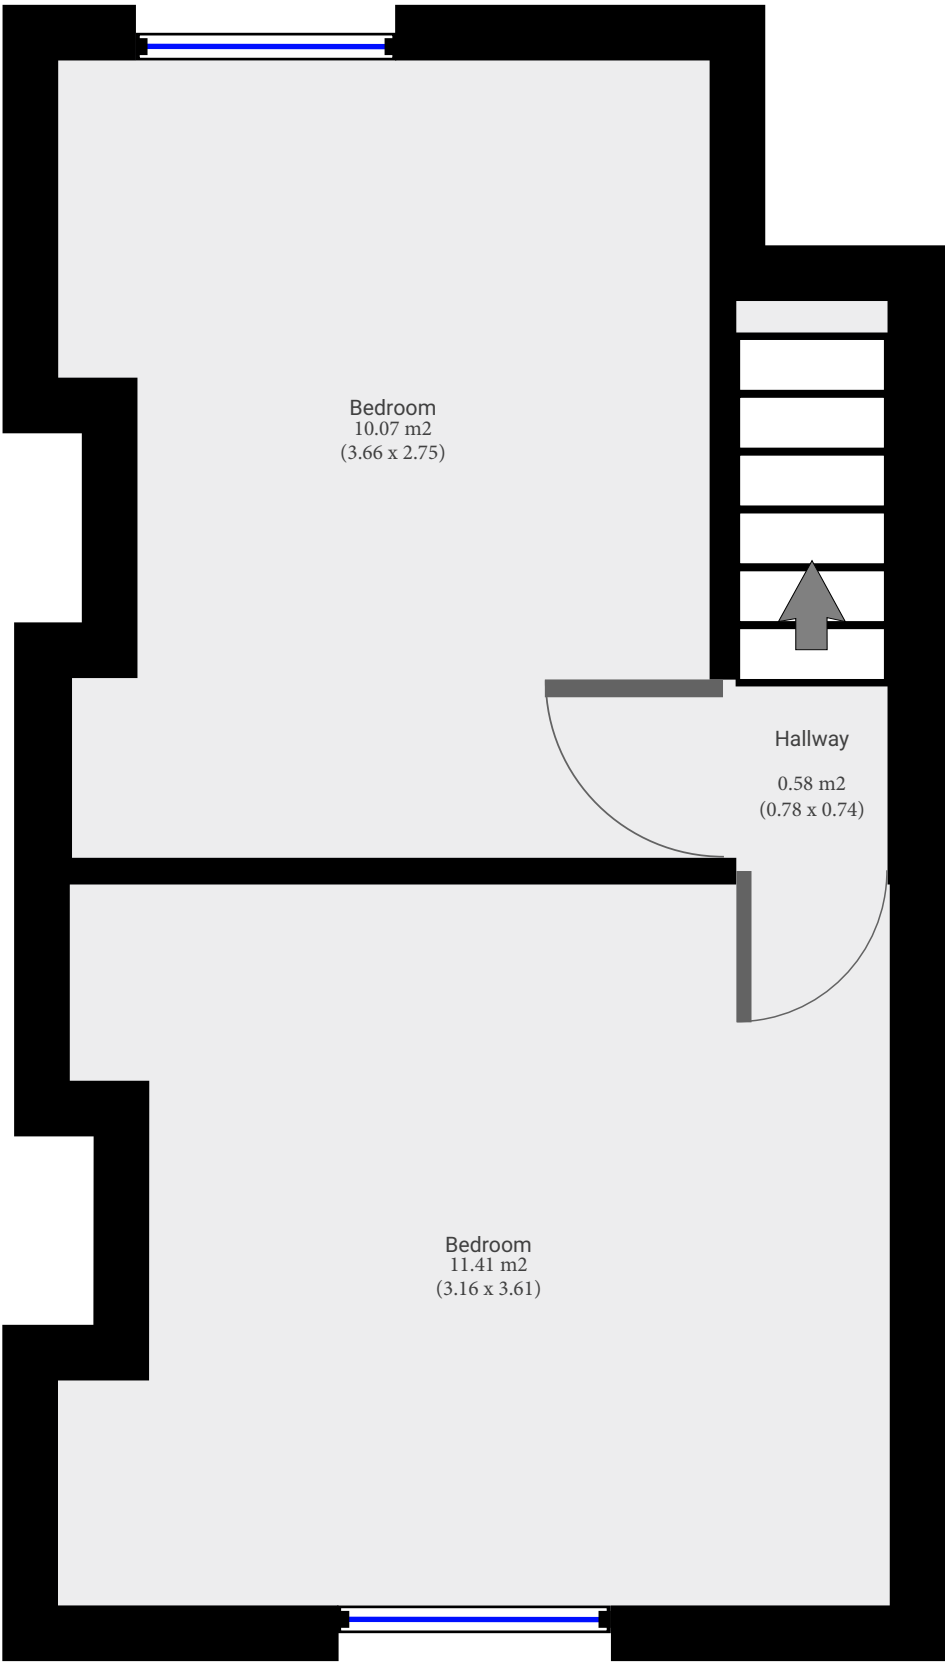 Bedroom
10.07 m2
(3.66 x 2.75)
Hallway
0.58 m2
(0.78 x 0.74)
Bedroom
11.41 m2
(3.16 x 3.61)